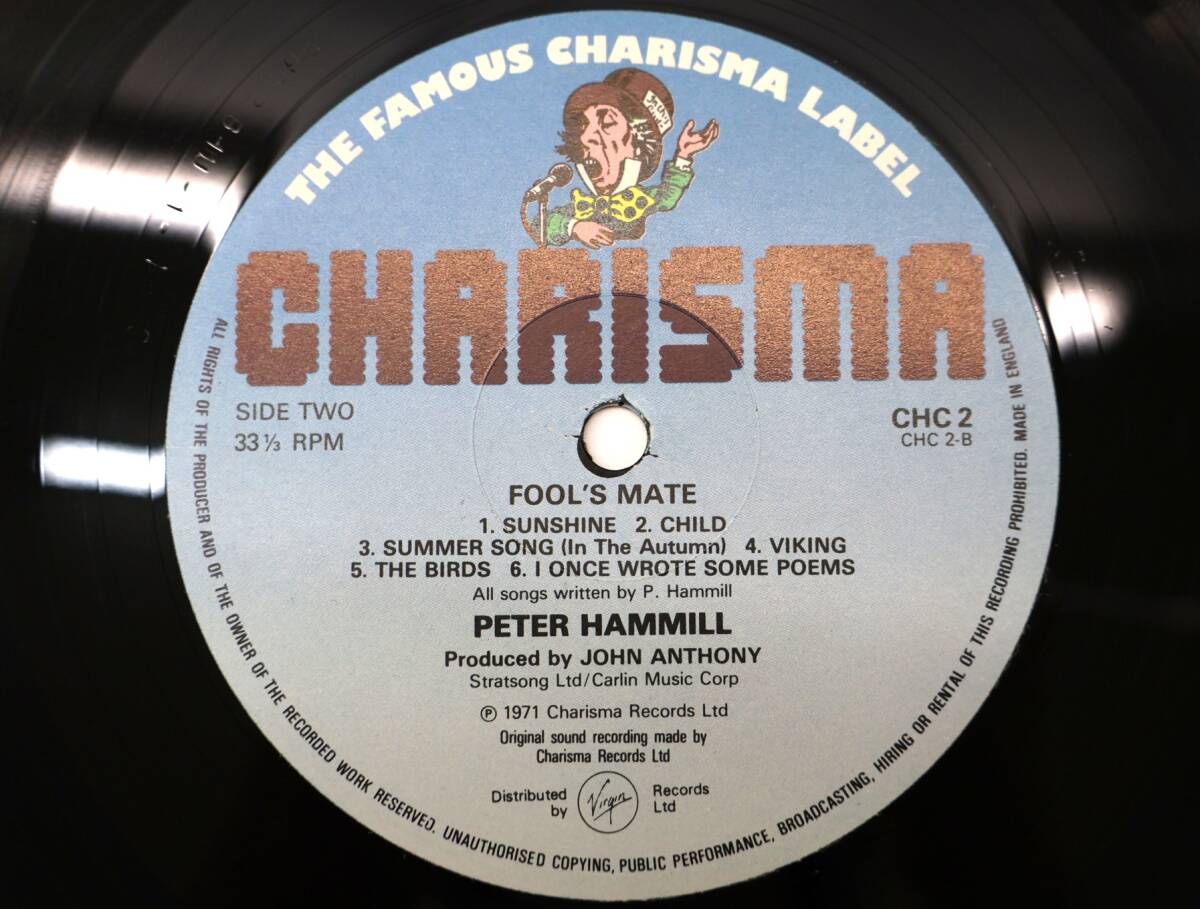 THE FAMOUS CHARISMA LABEL
CHARISMA
SIDE TWO
33⅓ RPM
CHC 2
CHC 2-B
FOOL'S MATE
1. SUNSHINE 2. CHILD
3. SUMMER SONG (In The Autumn) 4. VIKING
5. THE BIRDS 6. I ONCE WROTE SOME POEMS
All songs written by P. Hammill
PETER HAMMILL
Produced by JOHN ANTHONY
Stratsong Ltd/Carlin Music Corp
℗ 1971 Charisma Records Ltd
Original sound recording made by
Charisma Records Ltd
Distributed by Virgin Records Ltd
ALL RIGHTS OF THE PRODUCER AND OF THE OWNER OF THE RECORDED WORK RESERVED. UNAUTHORISED COPYING, PUBLIC PERFORMANCE, BROADCASTING, HIRING OR RENTAL OF THIS RECORDING PROHIBITED. MADE IN ENGLAND